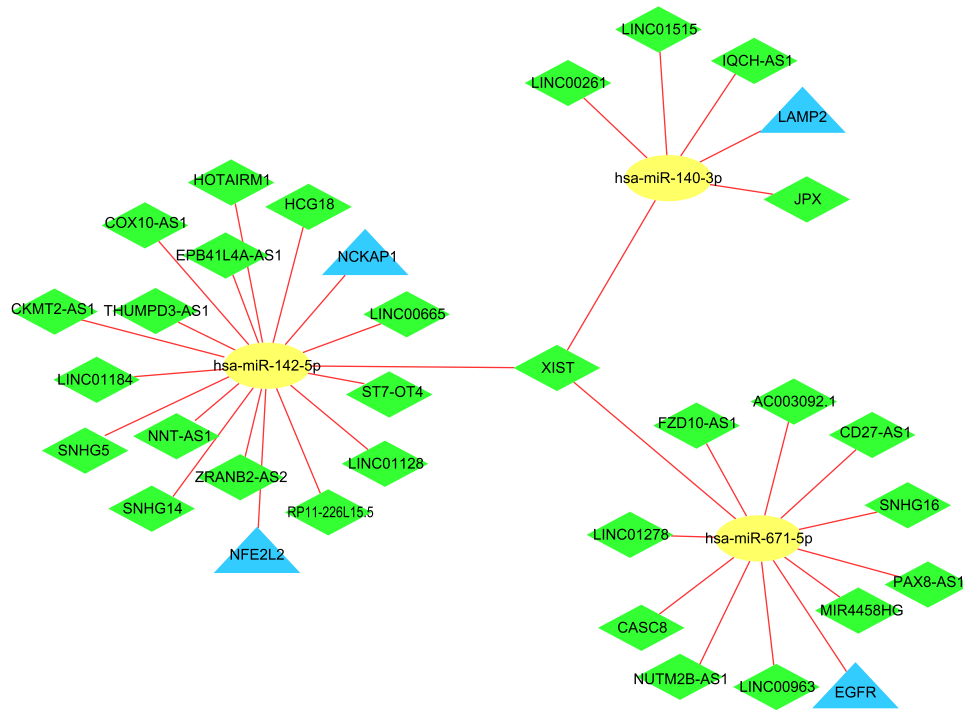 LINC01515
IQCH-AS1
LINC00261
LAMP2
hsa-miR-140-3p
HOTAIRM1
JPX
HCG18
COX10-AS1
EPB41L4A-AS1
NCKAP1
CKMT2-AS1
THUMPD3-AS1
LINC00665
hsa-miR-142-5p
XIST
LINC01184
ST7-OT4
AC003092.1
FZD10-AS1
CD27-AS1
NNT-AS1
SNHG5
LINC01128
ZRANB2-AS2
SNHG14
SNHG16
RP11-226L15.5
LINC01278
hsa-miR-671-5p
NFE2L2
PAX8-AS1
MIR4458HG
CASC8
NUTM2B-AS1
LINC00963
EGFR